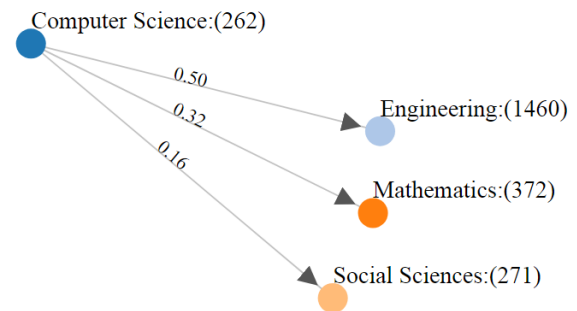 Computer Science:(262)
0.50
Engineering:(1460)
0.32
0.16
Mathematics:(372)
Social Sciences:(271)